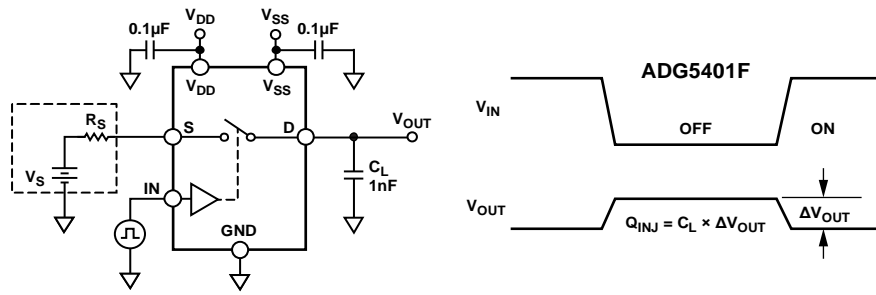 VDD
VSS
0.1µF
0.1µF
VDD
VSS
ADG5401F
RS
S
D
VOUT
VS
IN
CL
1nF
GND
VIN
OFF
ON
VOUT
QINJ = CL × ΔVOUT
ΔVOUT